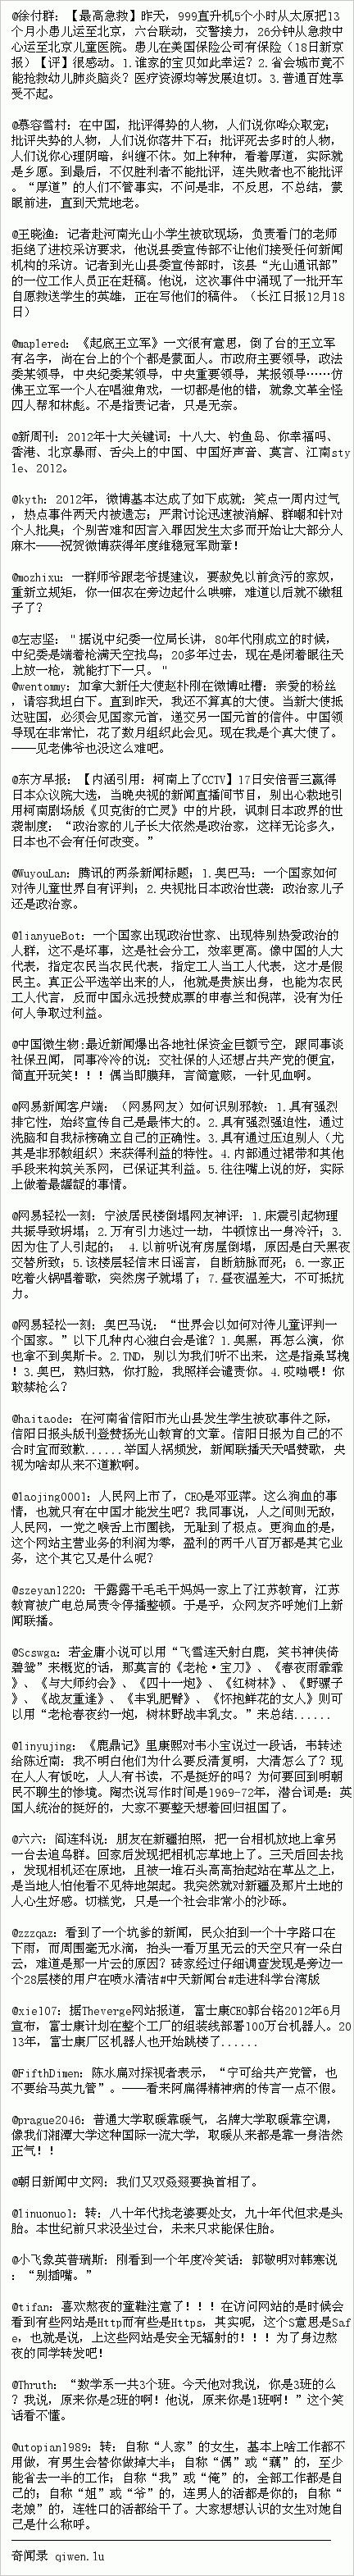 @徐付群：【最高急救】昨天，999直升机5个小时从太原把13
个月小患儿运至北京，六台联动，交警接力，26分钟从急救中
心运至北京儿童医院。患儿在美国保险公司有保险（18日新京
报）【评】很感动。1.谁家的宝贝如此幸运？2.省会城市竟不
能抢救幼儿肺炎脑炎？医疗资源均等发展迫切。3.普通百姓享
受不起。
@慕容雪村：在中国，批评得势的人物，人们说你哗众取宠；
批评失势的人物，人们说你落井下石；批评死去多时的人物，
人们说你心理阴暗，纠缠不休。如上种种，看着厚道，实际就
是乡愿。到最后，不仅胜利者不能批评，连失败者也不能批评
。“厚道”的人们不管事实，不问是非，不反思，不总结，蒙
眼前进，直到天荒地老。
@王晓渔：记者赴河南光山小学生被砍现场，负责看门的老师
拒绝了进校采访要求，他说县委宣传部不让他们接受任何新闻
机构的采访。记者到光山县委宣传部时，该县“光山通讯部”
的一位工作人员正在赶稿。他说，这次事件中涌现了一批开车
自愿救送学生的英雄，正在写他们的稿件。（长江日报12月18
日）
@maplered：《起底王立军》一文很有意思，倒了台的王立军
有名字，尚在台上的个个都是蒙面人。市政府主要领导，政法
委某领导，中央纪委某领导，中央重要领导，某报领导……仿
佛王立军一个人在唱独角戏，一切都是他的错，就象文革全怪
四人帮和林彪。不是指责记者，只是无奈。
@新周刊：2012年十大关键词：十八大、钓鱼岛、你幸福吗、
香港、北京暴雨、舌尖上的中国、中国好声音、莫言、江南sty
le、2012。
@kyth：2012年，微博基本达成了如下成就：笑点一周内过气
，热点事件两天内被遗忘；严肃讨论迅速被消解、群嘲和针对
个人批臭；个别苦难和因言入罪因发生太多而开始让大部分人
麻木——祝贺微博获得年度维稳冠军勋章！
@mozhixu：一群师爷跟老爷提建议，要赦免以前贪污的家奴，
重新立规矩，你一佃农在旁边起什么哄嘛，难道以后就不缴租
子了？
@左志坚："据说中纪委一位局长讲，80年代刚成立的时候，
中纪委是端着枪满天空找鸟；20多年过去，现在是闭着眼往天
上放一枪，就能打下一只。"
@wentommy：加拿大新任大使赵朴刚在微博吐槽：亲爱的粉丝
，请容我坦白下。直到昨天，我还不算真的大使。当新大使抵
达驻国，必须会见国家元首，递交另一国元首的信件。中国领
导现在非常忙，花了数月组织此会见。现在我是个真大使了。
——见老佛爷也没这么难吧。
@东方早报：【内涵引用：柯南上了CCTV】17日安倍晋三赢得
日本众议院大选，当晚央视的新闻直播间节目，别出心裁地引
用柯南剧场版《贝克街的亡灵》中的片段，讽刺日本政界的世
袭制度：“政治家的儿子长大依然是政治家，这样无论多久，
日本也不会有任何改变。”
@WuyouLan：腾讯的两条新闻标题；1.奥巴马：一个国家如何
对待儿童世界自有评判；2.央视批日本政治世袭：政治家儿子
还是政治家。
@lianyueBot：一个国家出现政治世家、出现特别热爱政治的
人群，这不是坏事，这是社会分工，效率更高。像中国的人大
代表，指定农民当农民代表，指定工人当工人代表，这才是假
民主。真正公平选举出来的人，他就是贵族出身，也能为农民
工人代言，反而中国永远投赞成票的申春兰和倪萍，没有为任
何人争取过利益。
@中国微生物:最近新闻爆出各地社保资金巨额亏空，跟同事谈
社保丑闻，同事冷冷的说：交社保的人还想占共产党的便宜，
简直开玩笑！！！偶当即膜拜，言简意赅，一针见血啊。
@网易新闻客户端：（网易网友）如何识别邪教：1.具有强烈
排它性，始终宣传自己是最伟大的。2.具有强烈强迫性，通过
洗脑和自我标榜确立自己的正确性。3.具有通过压迫别人（尤
其是非邪教组织）来获得利益的特性。4.内部通过裙带和其他
手段来构筑关系网，已保证其利益。5.往往嘴上说的好，实际
上做着最龌龊的事情。
@网易轻松一刻：宁波居民楼倒塌网友神评：1.床震引起物理
共振导致坍塌；2.万有引力逃过一劫，牛顿惊出一身冷汗；3.
因为住了人引起的；　4.以前听说有房屋倒塌，原因是白天黑夜
交替所致；5.该楼层轻信末日谣言，自断筋脉而死；6.一家正
吃着火锅唱着歌，突然房子就塌了；7.昼夜温差大，不可抵抗
力。
@网易轻松一刻：奥巴马说：“世界会以如何对待儿童评判一
个国家。”以下几种内心独白会是谁？1.奥黑，再怎么演，你
也拿不到奥斯卡。2.TND，别以为我们听不出来，这是指桑骂槐
！3.奥巴，熟归熟，你打脸，我照样会谴责你。4.哎呦喂！你
敢禁枪么？
@haitaode：在河南省信阳市光山县发生学生被砍事件之际，
信阳日报头版刊登赞扬光山教育的文章。信阳日报为自己的不
合时宜而致歉......举国人祸频发，新闻联播天天唱赞歌，央
视为啥却从来不道歉啊。
@laojing0001：人民网上市了，CEO是邓亚萍。这么狗血的事
情，也就只有在中国才能发生吧？我同事说，人之间则无敌，
人民网，一党之喉舌上市圈钱，无耻到了极点。更狗血的是，
这个网站主营业务的利润为零，盈利的两千八百万都是其它业
务，这个其它又是什么呢？
@szeyan1220：干露露干毛毛干妈妈一家上了江苏教育，江苏
教育被广电总局责令停播整顿。于是乎，众网友齐呼她们上新
闻联播。
@Scswga：若金庸小说可以用“飞雪连天射白鹿，笑书神侠倚
碧鸳”来概览的话，那莫言的《老枪·宝刀》、《春夜雨霏霏
》、《与大师约会》、《四十一炮》、《红树林》、《野骡子
》、《战友重逢》、《丰乳肥臀》、《怀抱鲜花的女人》则可
以用“老枪春夜约一炮，树林野战丰乳女。”来总结......
@linyujing：《鹿鼎记》里康熙对韦小宝说过一段话，韦转述
给陈近南：我不明白他们为什么要反清复明，大清怎么了？现
在人人有饭吃，人人有书读，不是挺好的吗？为何要回到明朝
民不聊生的惨境。陶杰说写作时间是1969-72年，潜台词是：英
国人统治的挺好的，大家不要整天想着回归祖国了。
@六六：阎连科说：朋友在新疆拍照，把一台相机放地上拿另
一台去追鸟群。回家后发现把相机忘草地上了。三天后回去找
，发现相机还在原地，且被一堆石头高高抬起站在草丛之上，
是当地人怕他看不见特地架起。我突然就对新疆及那片土地的
人心生好感。切糕党，只是一个社会非常小的沙砾。
@zzzqaz：看到了一个坑爹的新闻，民众拍到一个十字路口在
下雨，而周围毫无水滴，抬头一看万里无云的天空只有一朵白
云，难道是那一片云的原因？砖家经过仔细调查发现是旁边一
个28层楼的用户在喷水清洁#中天新闻台#走进科学台湾版
@xiel07：据Theverge网站报道，富士康CEO郭台铭2012年6月
宣布，富士康计划在整个工厂的组装线部署100万台机器人。20
13年，富士康厂区机器人也开始跳楼了......
@FifthDimen：陈水扁对探视者表示，“宁可给共产党管，也
不要给马英九管”。——看来阿扁得精神病的传言一点不假。
@prague2046：普通大学取暖靠暖气，名牌大学取暖靠空调，
像我们湘潭大学这种国际一流大学，取暖从来都是靠一身浩然
正气！！
@朝日新闻中文网：我们又双叒叕要换首相了。
@linuonuo1：转：八十年代找老婆要处女，九十年代但求是头
胎。本世纪前只求没坐过台，未来只求能保住胎。
@小飞象英普瑞斯：刚看到一个年度冷笑话：郭敬明对韩寒说
：“别插嘴。”
@tifan：喜欢熬夜的童鞋注意了！！！在访问网站的是时候会
看到有些网站是Http而有些是Https，其实呢，这个S意思是Saf
e，也就是说，上这些网站是安全无辐射的！！！为了身边熬
夜的同学转发吧！
@Thruth：“数学系一共3个班。今天他对我说，你是3班的么
？我说，原来你是2班的啊！他说，原来你是1班啊！”这个笑
话看不懂。
@utopian1989：转：自称“人家”的女生，基本上啥工作都不
用做，有男生会替你做掉大半；自称“偶”或“藕”的，至少
能省去一半的工作；自称“我”或“俺”的，全部工作都是自
己的；自称“姐”或“爷”的，连男人的活都是你的；自称“
老娘”的，连牲口的活都给干了。大家想想认识的女生对她自
己是什么称呼。
奇闻录 qiwen.lu